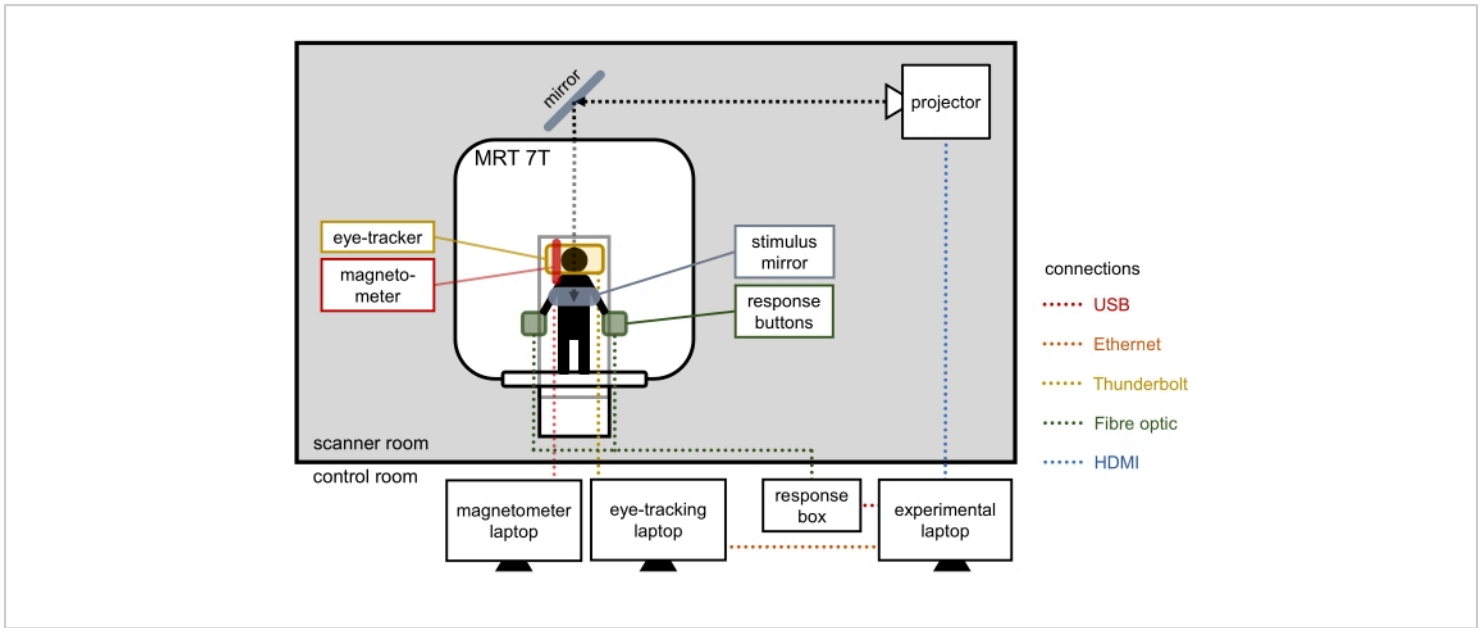 mirror
projector
MRT 7T
eye-tracker
magneto-
meter
stimulus
mirror
response
buttons
connections
USB
Ethernet
Thunderbolt
Fibre optic
HDMI
scanner room
control room
magnetometer
laptop
eye-tracking
laptop
response
box
experimental
laptop